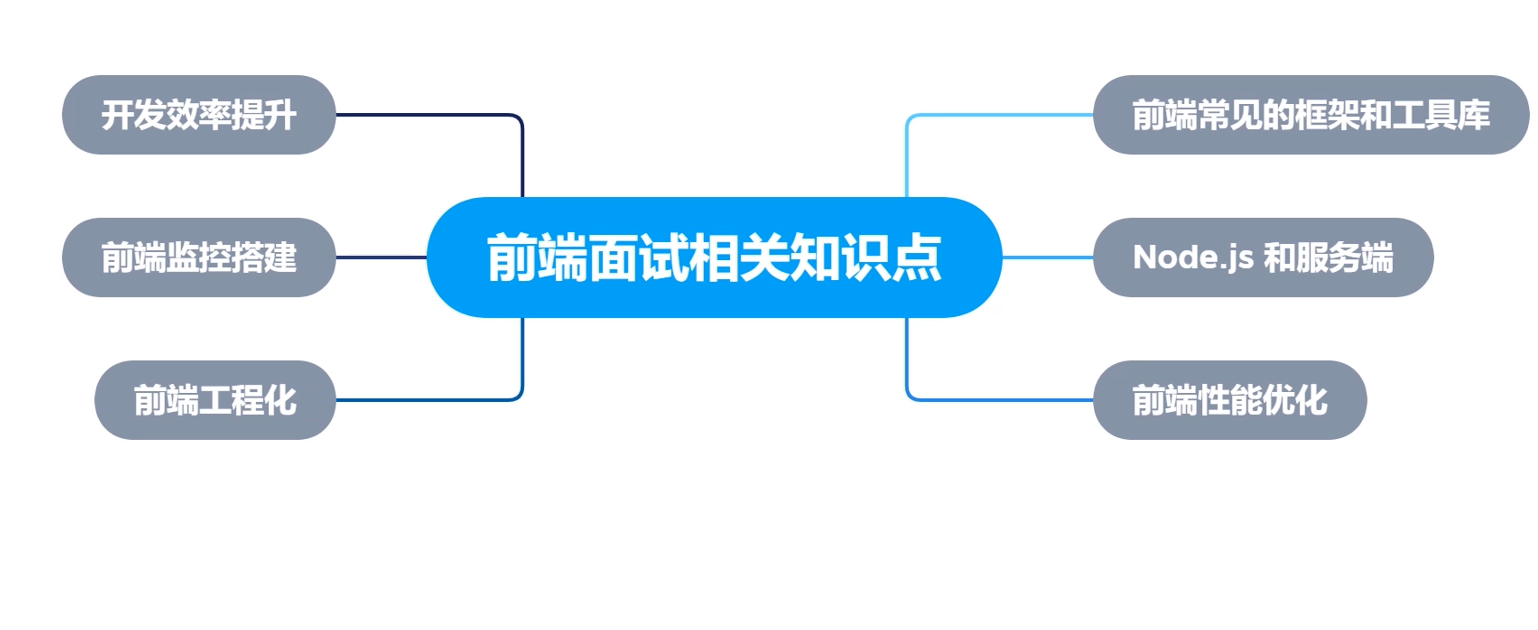 开发效率提升
前端常见的框架和工具库
前端监控搭建
前端面试相关知识点
Node.js 和服务端
前端工程化
前端性能优化